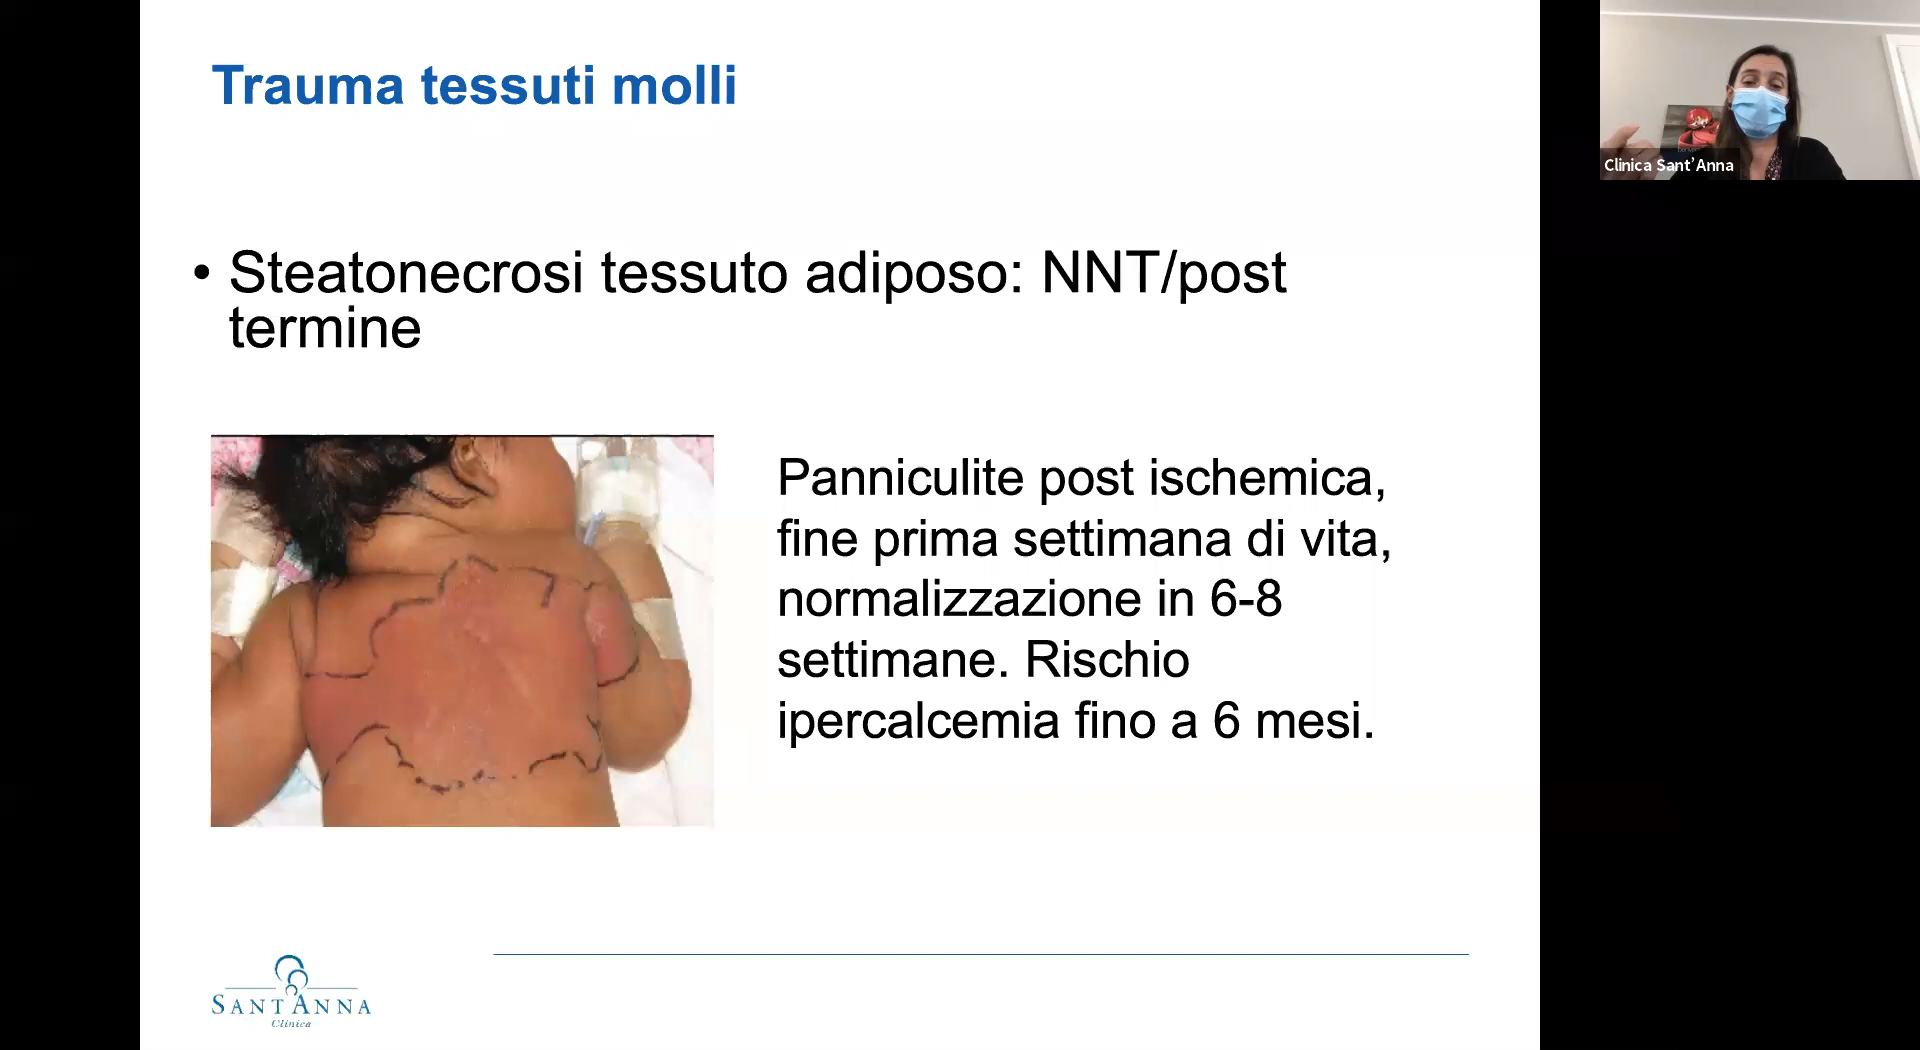 Trauma tessuti molli
Clinica Sant'Anna
• Steatonecrosi tessuto adiposo: NNT/post
termine
Panniculite post ischemica,
fine prima settimana di vita,
normalizzazione in 6-8
settimane. Rischio
ipercalcemia fino a 6 mesi.
SANT'ANNA
Clinica